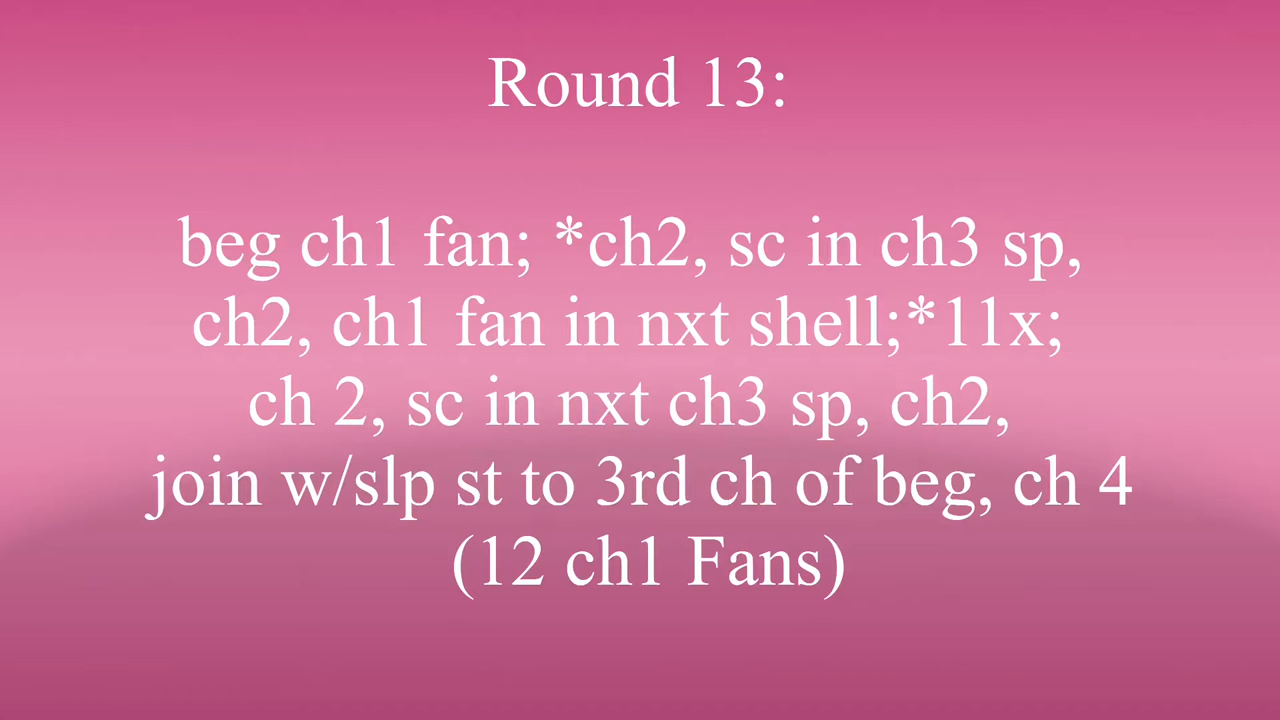 Round 13:
beg ch1 fan; *ch2, sc in ch3 sp,
ch2, ch1 fan in nxt shell;*11x;
ch 2, sc in nxt ch3 sp, ch2,
join w/slp st to 3rd ch of beg, ch 4
(12 ch1 Fans)